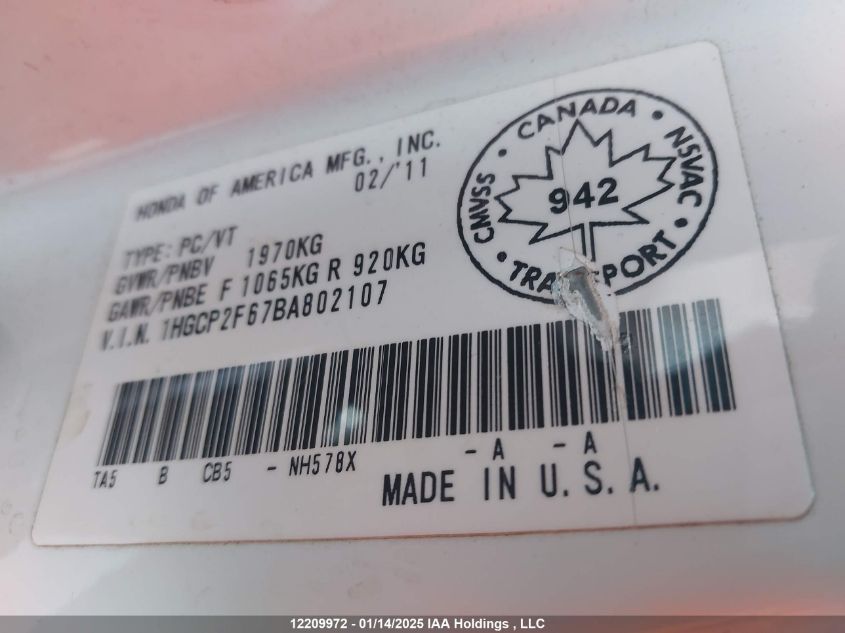 HONDA OF AMERICA MFG., INC.
02/'11
TYPE: PC/VT
GVWR/PNBV 1970KG
GAWR/PNBE F 1065KG R 920KG
V.I.N. 1HGCP2F67BA802107
CANADA • NSVAC • TRANSPORT • CMVSS •
942
TA5 B CB5 - NH578X - A - A
MADE IN U.S.A.
12209972 - 01/14/2025 IAA Holdings , LLC